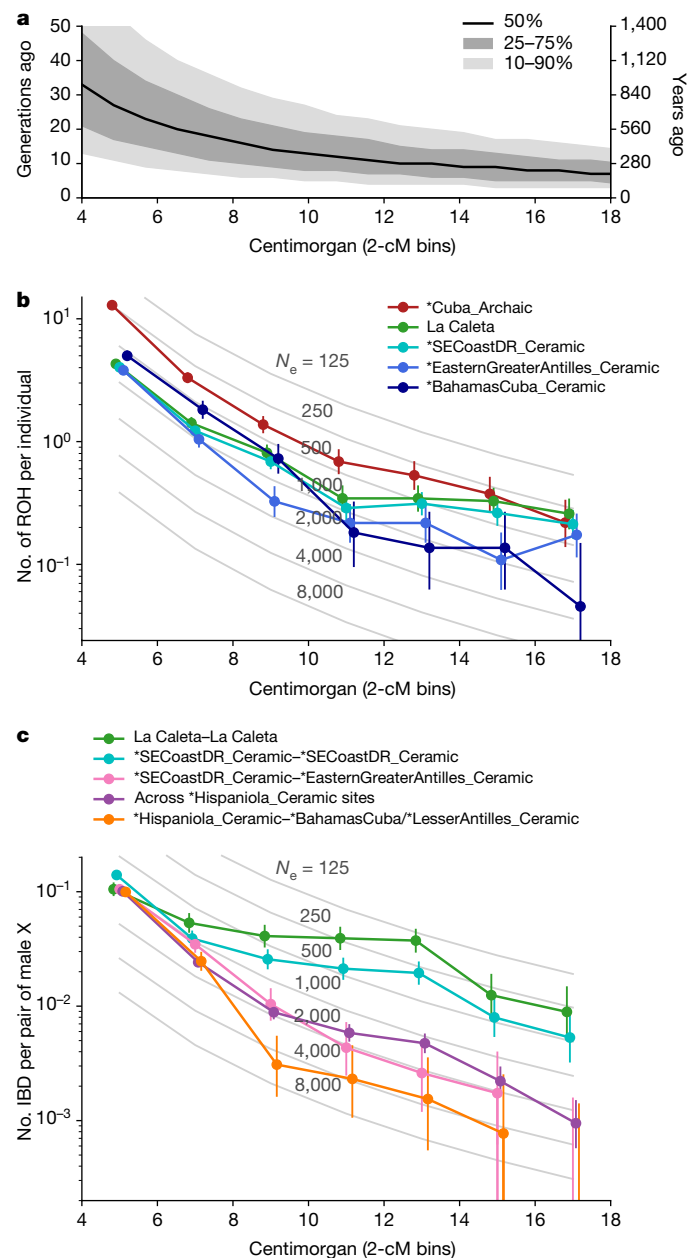 a
50
40
30
20
10
0
Generations ago
50%
25–75%
10–90%
1,400
1,120
840
560
280
0
Years ago
4 6 8 10 12 14 16 18
Centimorgan (2-cM bins)
b
10¹
10⁰
10⁻¹
No. of ROH per individual
*Cuba_Archaic
La Caleta
*SECoastDR_Ceramic
*EasternGreaterAntilles_Ceramic
*BahamasCuba_Ceramic
Nₑ = 125
250
500
1,000
2,000
4,000
8,000
4 6 8 10 12 14 16 18
Centimorgan (2-cM bins)
c
La Caleta–La Caleta
*SECoastDR_Ceramic–*SECoastDR_Ceramic
*SECoastDR_Ceramic–*EasternGreaterAntilles_Ceramic
Across *Hispaniola_Ceramic sites
*Hispaniola_Ceramic–*BahamasCuba/*LesserAntilles_Ceramic
10⁻¹
10⁻²
10⁻³
No. IBD per pair of male X
Nₑ = 125
250
500
1,000
2,000
4,000
8,000
4 6 8 10 12 14 16 18
Centimorgan (2-cM bins)